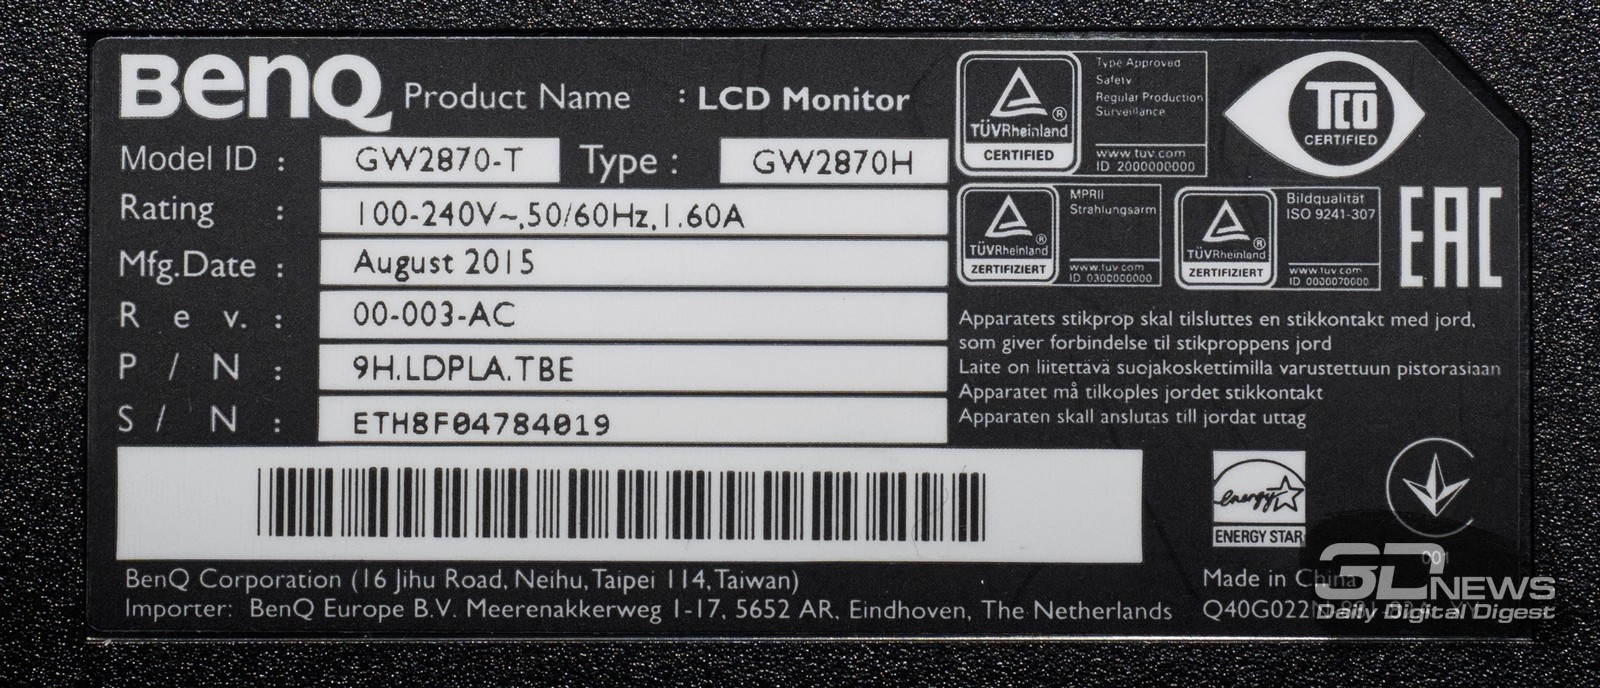 BenQ Product Name : LCD Monitor
Model ID : GW2870-T Type : GW2870H
Rating : 100-240V~,50/60Hz,1.60A
Mfg.Date : August 2015
Rev. : 00-003-AC
P/N : 9H.LDPLA.TBE
S/N : ETH8F04784019
BenQ Corporation (16 Jihu Road, Neihu, Taipei 114, Taiwan)
Importer: BenQ Europe B.V. Meerenakkerweg 1-17, 5652 AR, Eindhoven, The Netherlands
TÜVRheinland ®
CERTIFIED
Type Approved
Safety
Regular Production
Surveillance
www.tuv.com
ID 2000000000
TCO
CERTIFIED
TÜVRheinland ®
ZERTIFIZIERT
MPRII
Strahlungsarm
www.tuv.com
ID 0300000000
TÜVRheinland ®
ZERTIFIZIERT
Bildqualität
ISO 9241-307
www.tuv.com
ID 0000070000
EAC
Apparatets stikprop skal tilsluttes en stikkontakt med jord,
som giver forbindelse til stikproppens jord
Laite on liitettävä suojakoskettimilla varustettuun pistorasiaan
Apparatet må tilkoples jordet stikkontakt
Apparaten skall anslutas till jordat uttag
energy
ENERGY STAR
001
Made in China
3DNEWS
Daily Digital Digest